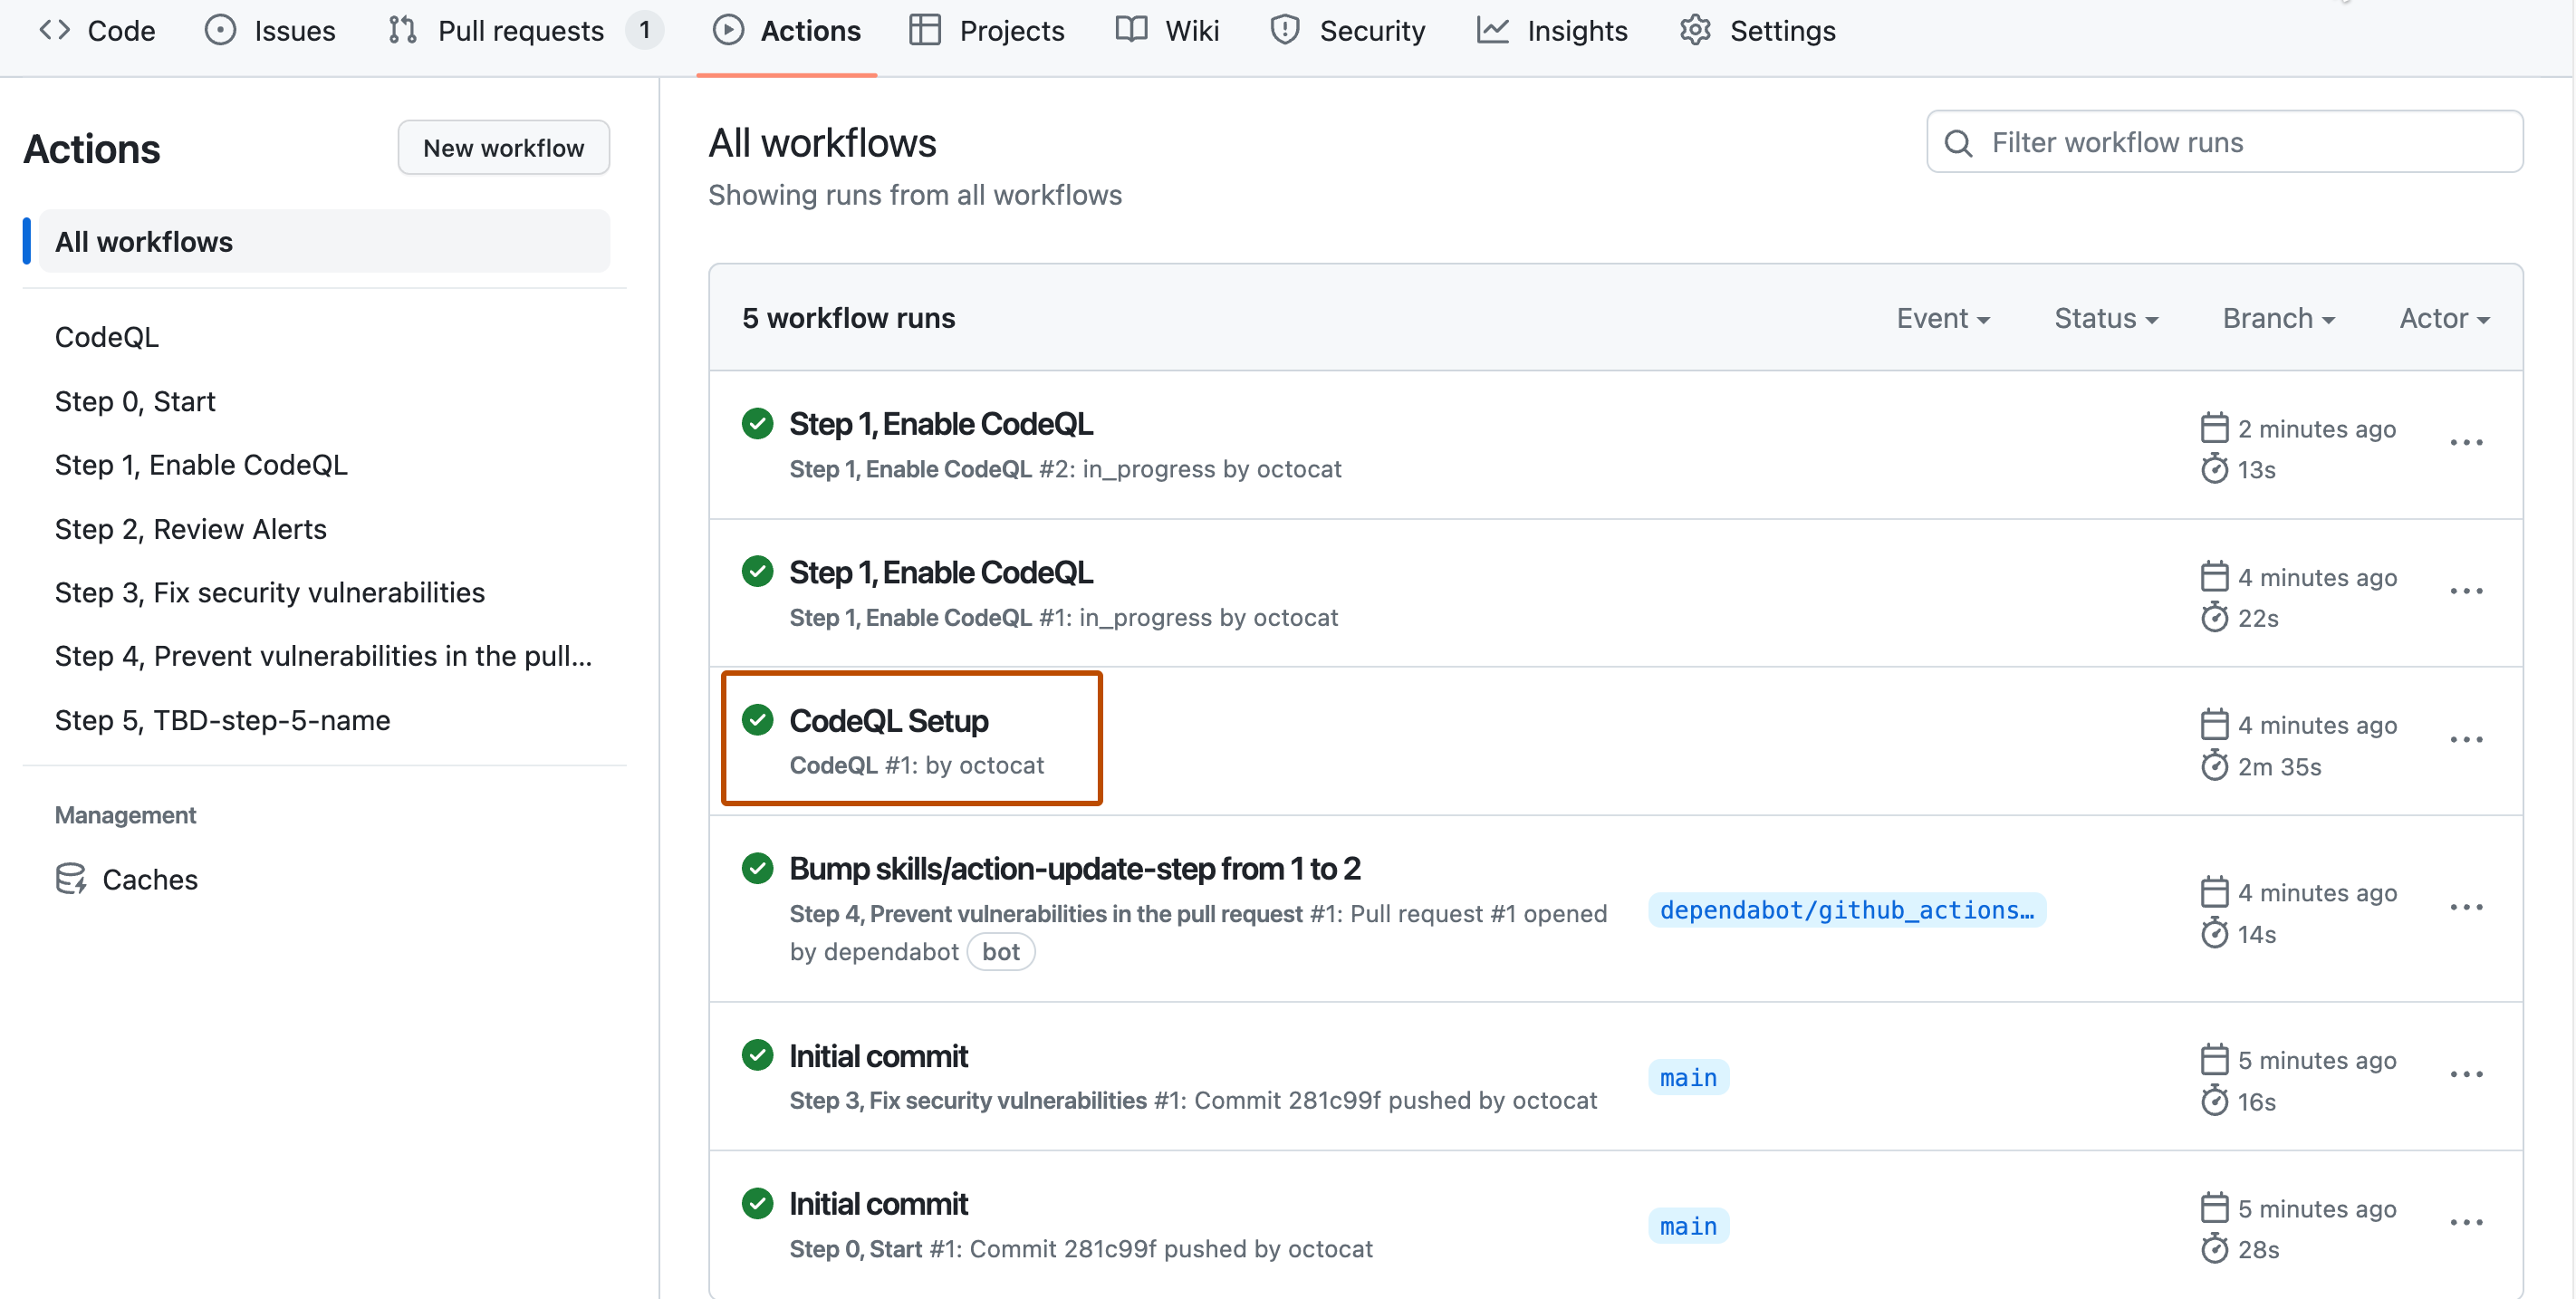 Code Issues Pull requests 1 Actions Projects Wiki Security Insights Settings
Actions
New workflow
All workflows
CodeQL
Step 0, Start
Step 1, Enable CodeQL
Step 2, Review Alerts
Step 3, Fix security vulnerabilities
Step 4, Prevent vulnerabilities in the pull...
Step 5, TBD-step-5-name
Management
Caches
All workflows
Showing runs from all workflows
Filter workflow runs
5 workflow runs
Event Status Branch Actor
Step 1, Enable CodeQL
Step 1, Enable CodeQL #2: in_progress by octocat
2 minutes ago
13s
Step 1, Enable CodeQL
Step 1, Enable CodeQL #1: in_progress by octocat
4 minutes ago
22s
CodeQL Setup
CodeQL #1: by octocat
4 minutes ago
2m 35s
Bump skills/action-update-step from 1 to 2
Step 4, Prevent vulnerabilities in the pull request #1: Pull request #1 opened
by dependabot bot
dependabot/github_actions…
4 minutes ago
14s
Initial commit
Step 3, Fix security vulnerabilities #1: Commit 281c99f pushed by octocat
main
5 minutes ago
16s
Initial commit
Step 0, Start #1: Commit 281c99f pushed by octocat
main
5 minutes ago
28s